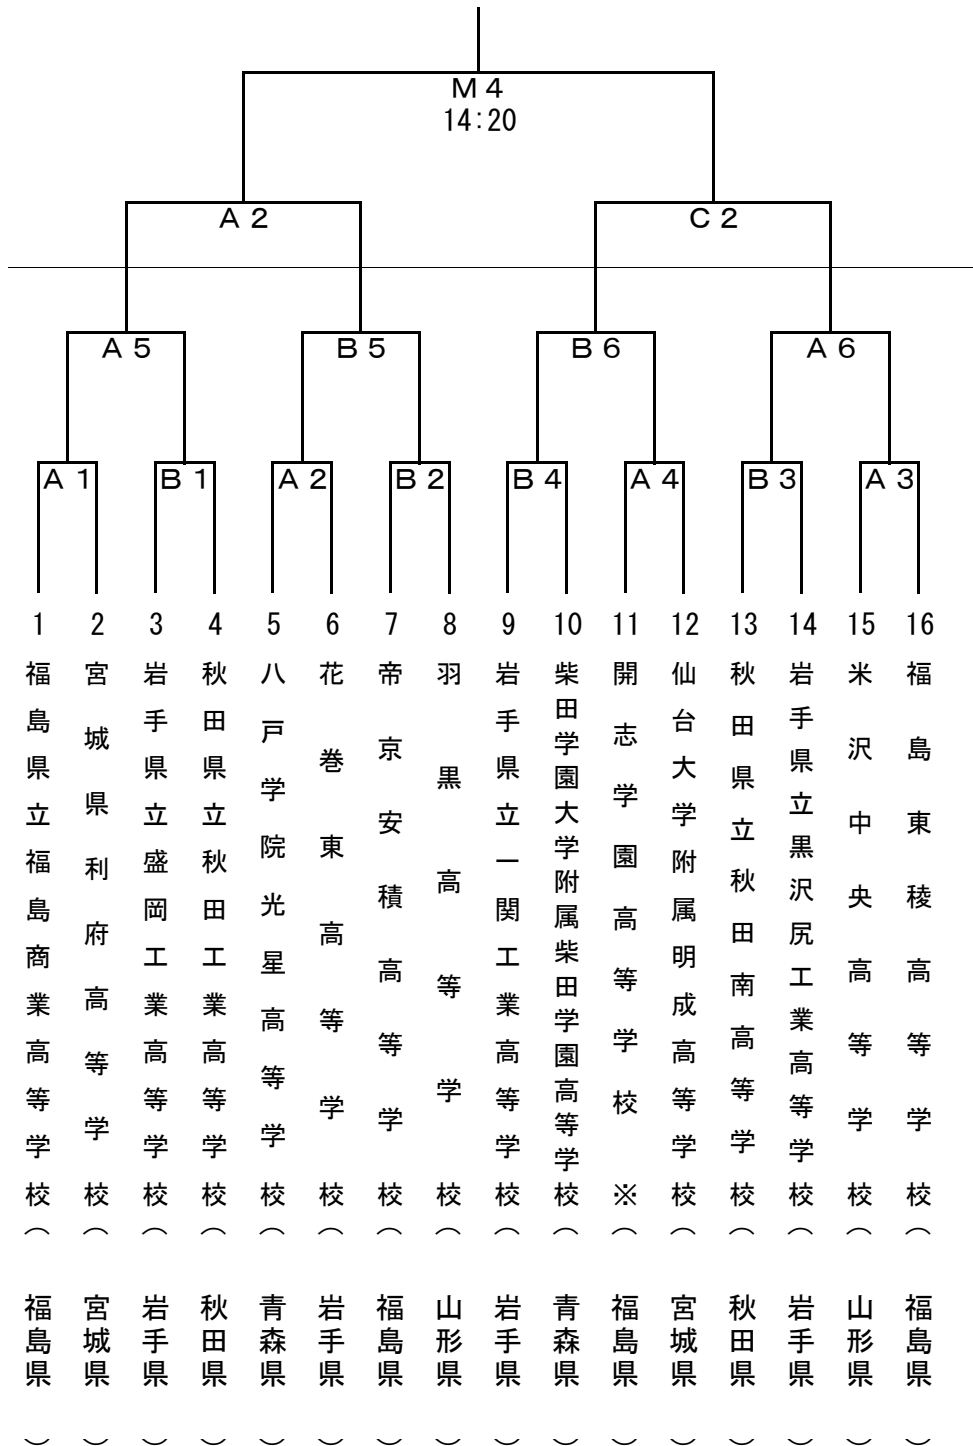 M4
14:20
A2
C2
A5
B5
B6
A6
A1
B1
A2
B2
B4
A4
B3
A3
1
2
3
4
5
6
7
8
9
10
11
12
13
14
15
16
福島県立福島商業高等学校(福島県)
宮城県利府高等学校(宮城県)
岩手県立盛岡工業高等学校(岩手県)
秋田県立秋田工業高等学校(秋田県)
八戸学院光星高等学校(青森県)
花巻東高等学校(岩手県)
帝京安積高等学校(福島県)
羽黒高等学校(山形県)
岩手県立一関工業高等学校(岩手県)
柴田学園大学附属柴田学園高等学校(青森県)
開志学園高等学校※(福島県)
仙台大学附属明成高等学校(宮城県)
秋田県立秋田南高等学校(秋田県)
岩手県立黒沢尻工業高等学校(岩手県)
米沢中央高等学校(山形県)
福島東稜高等学校(福島県)